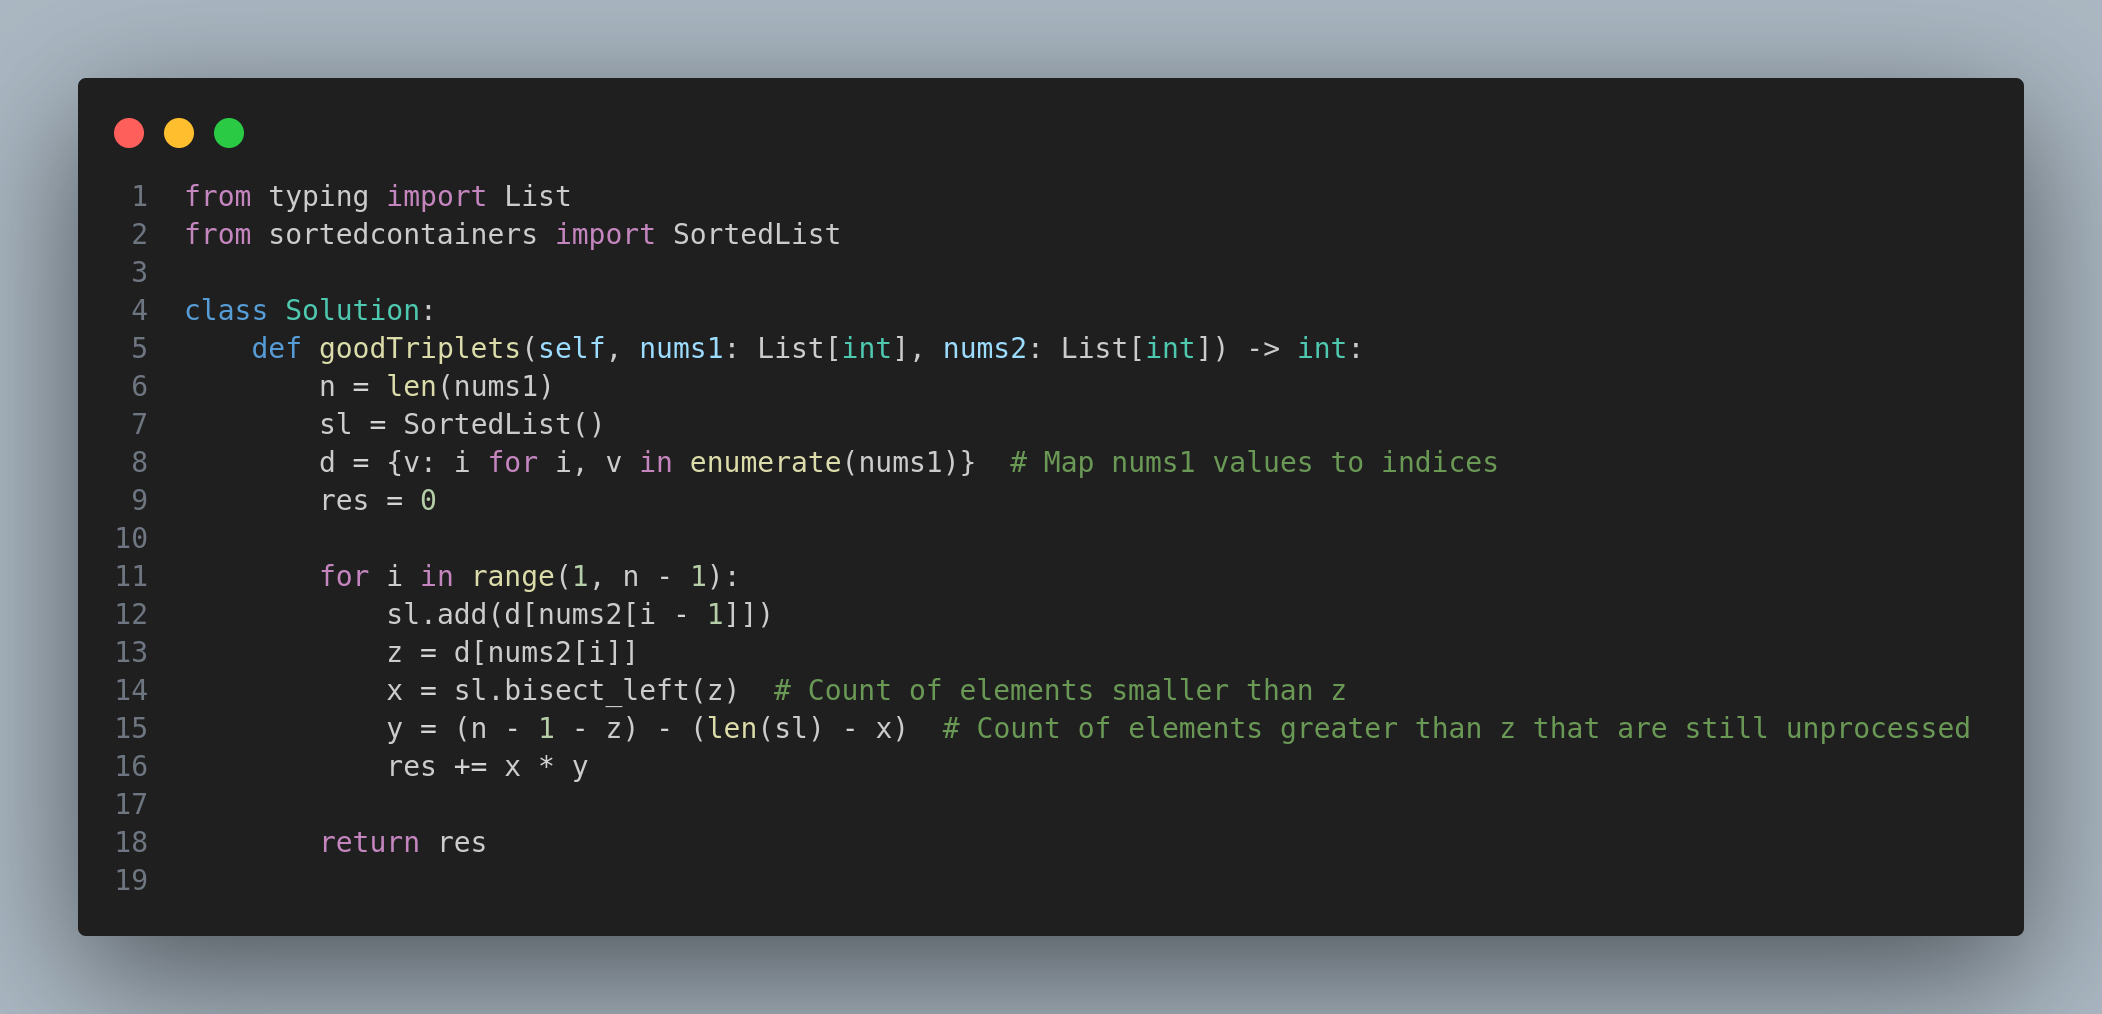 1 from typing import List
2 from sortedcontainers import SortedList
3
4 class Solution:
5     def goodTriplets(self, nums1: List[int], nums2: List[int]) -> int:
6         n = len(nums1)
7         sl = SortedList()
8         d = {v: i for i, v in enumerate(nums1)}  # Map nums1 values to indices
9         res = 0
10
11         for i in range(1, n - 1):
12             sl.add(d[nums2[i - 1]])
13             z = d[nums2[i]]
14             x = sl.bisect_left(z)  # Count of elements smaller than z
15             y = (n - 1 - z) - (len(sl) - x)  # Count of elements greater than z that are still unprocessed
16             res += x * y
17
18         return res
19